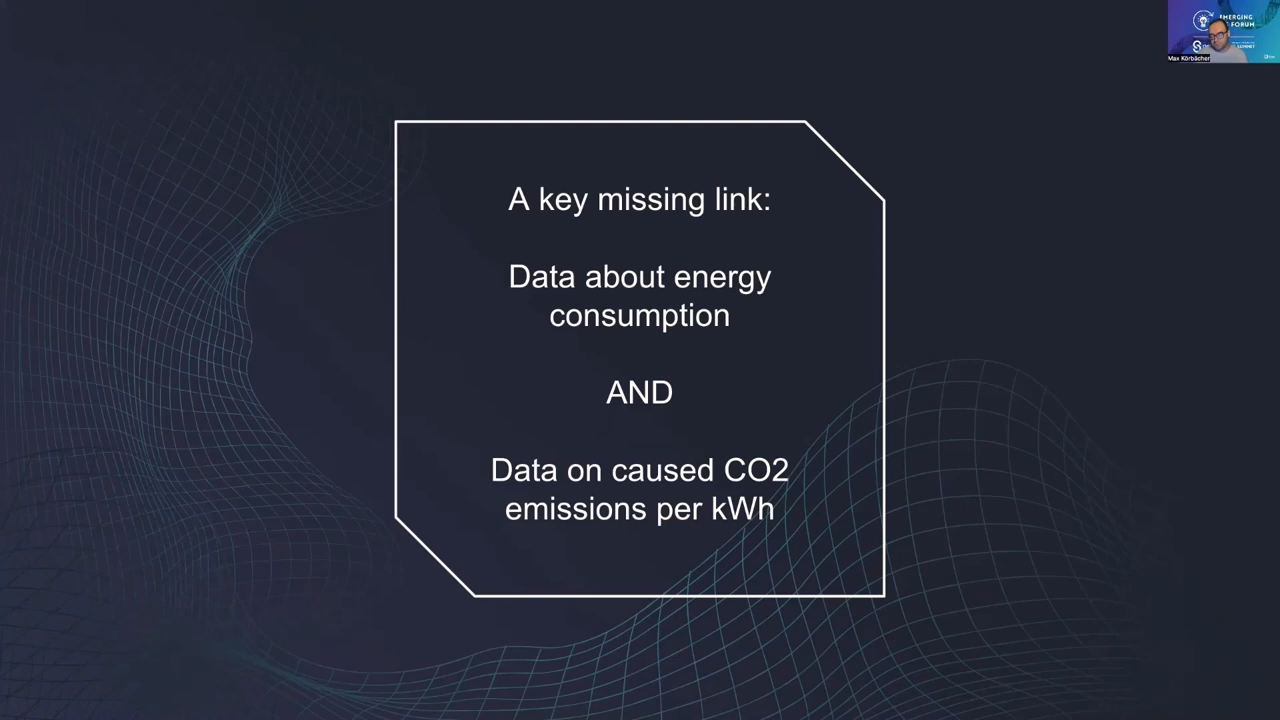 EMERGING
FORUM
SUMMIT
Max Körbächer
A key missing link:
Data about energy
consumption
AND
Data on caused CO2
emissions per kWh